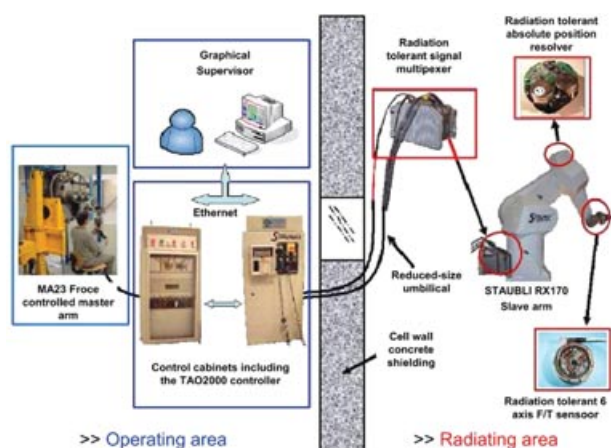 Graphical
Supervisor
Radiation
tolerant signal
multipexer
Radiation tolerant
absolute position
resolver
Ethernet
MA23 Froce
controlled master
arm
Reduced-size
umbilical
STAUBLI RX170
Slave arm
Control cabinets including
the TAO2000 controller
Cell wall
concrete
shielding
Radiation tolerant 6
axis F/T sensoor
>> Operating area
>> Radiating area